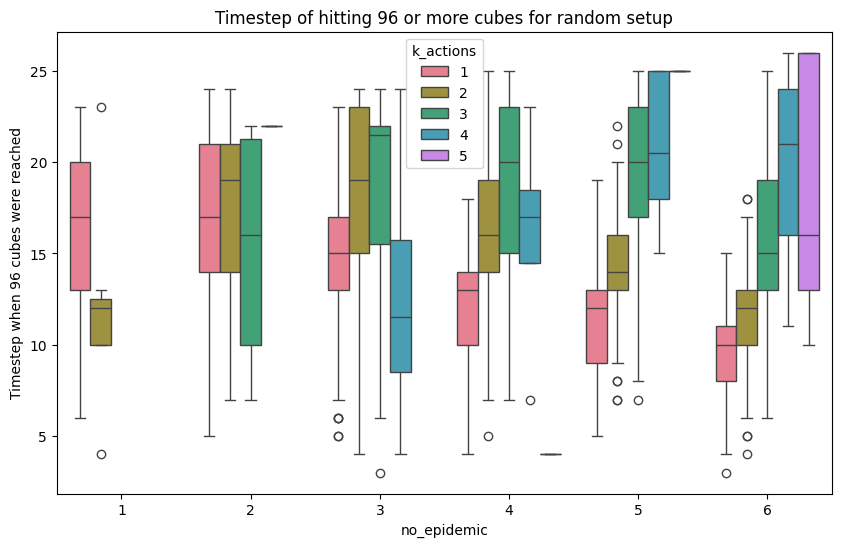 Timestep of hitting 96 or more cubes for random setup
Timestep when 96 cubes were reached
25
20
15
10
5
k_actions
1
2
3
4
5
1 2 3 4 5 6
no_epidemic